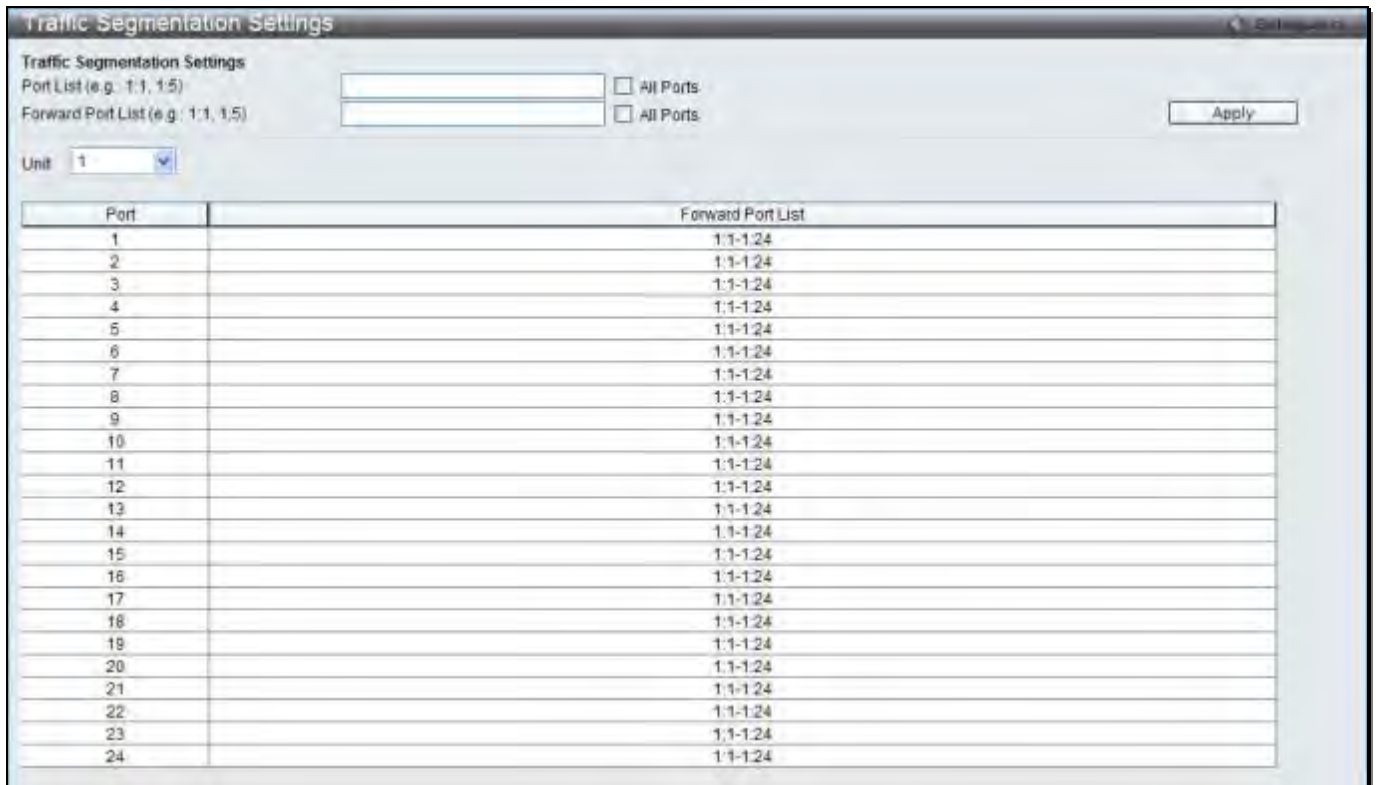 Traffic Segmentation Settings
Traffic Segmentation Settings
Port List (e.g.: 1:1, 1:5)
All Ports
Forward Port List (e.g.: 1:1, 1:5)
All Ports
Apply
Unit 1
Port Forward Port List
1 1:1-1:24
2 1:1-1:24
3 1:1-1:24
4 1:1-1:24
5 1:1-1:24
6 1:1-1:24
7 1:1-1:24
8 1:1-1:24
9 1:1-1:24
10 1:1-1:24
11 1:1-1:24
12 1:1-1:24
13 1:1-1:24
14 1:1-1:24
15 1:1-1:24
16 1:1-1:24
17 1:1-1:24
18 1:1-1:24
19 1:1-1:24
20 1:1-1:24
21 1:1-1:24
22 1:1-1:24
23 1:1-1:24
24 1:1-1:24